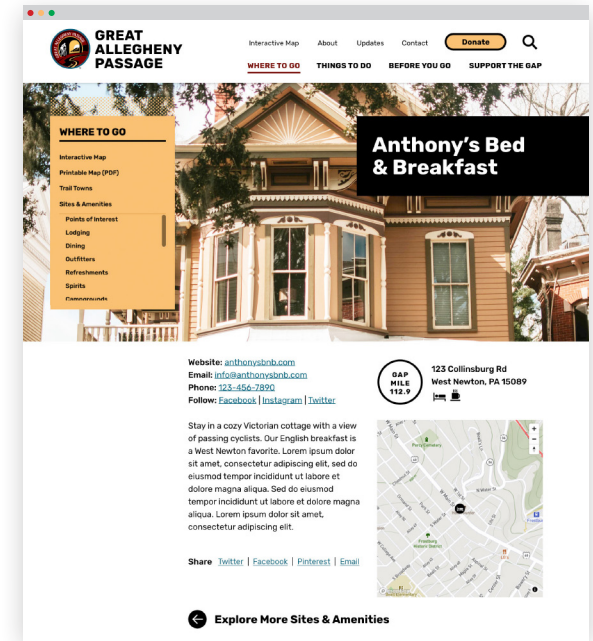 GREAT
ALLEGHENY
PASSAGE
Interactive Map About Updates Contact Donate
WHERE TO GO THINGS TO DO BEFORE YOU GO SUPPORT THE GAP
WHERE TO GO
Interactive Map
Printable Map (PDF)
Trail Towns
Sites & Amenities
Points of Interest
Lodging
Dining
Outfitters
Refreshments
Spirits
Campgrounds
Anthony's Bed
& Breakfast
Website: anthonysbnb.com
Email: info@anthonysbnb.com
Phone: 123-456-7890
Follow: Facebook | Instagram | Twitter
GAP
MILE
112.9
123 Collinsburg Rd
West Newton, PA 15089
Stay in a cozy Victorian cottage with a view
of passing cyclists. Our English breakfast is
a West Newton favorite. Lorem ipsum dolor
sit amet, consectetur adipiscing elit, sed do
eiusmod tempor incididunt ut labore et
dolore magna aliqua. Sed do eiusmod
tempor incididunt ut labore et dolore magna
aliqua. Lorem ipsum dolor sit amet,
consectetur adipiscing elit.
Share Twitter | Facebook | Pinterest | Email
Explore More Sites & Amenities